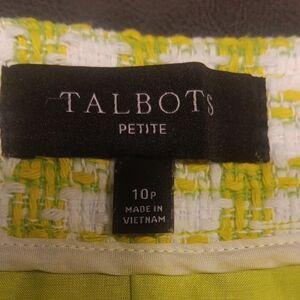 TALBOTS
PETITE
10P
MADE IN
VIETNAM